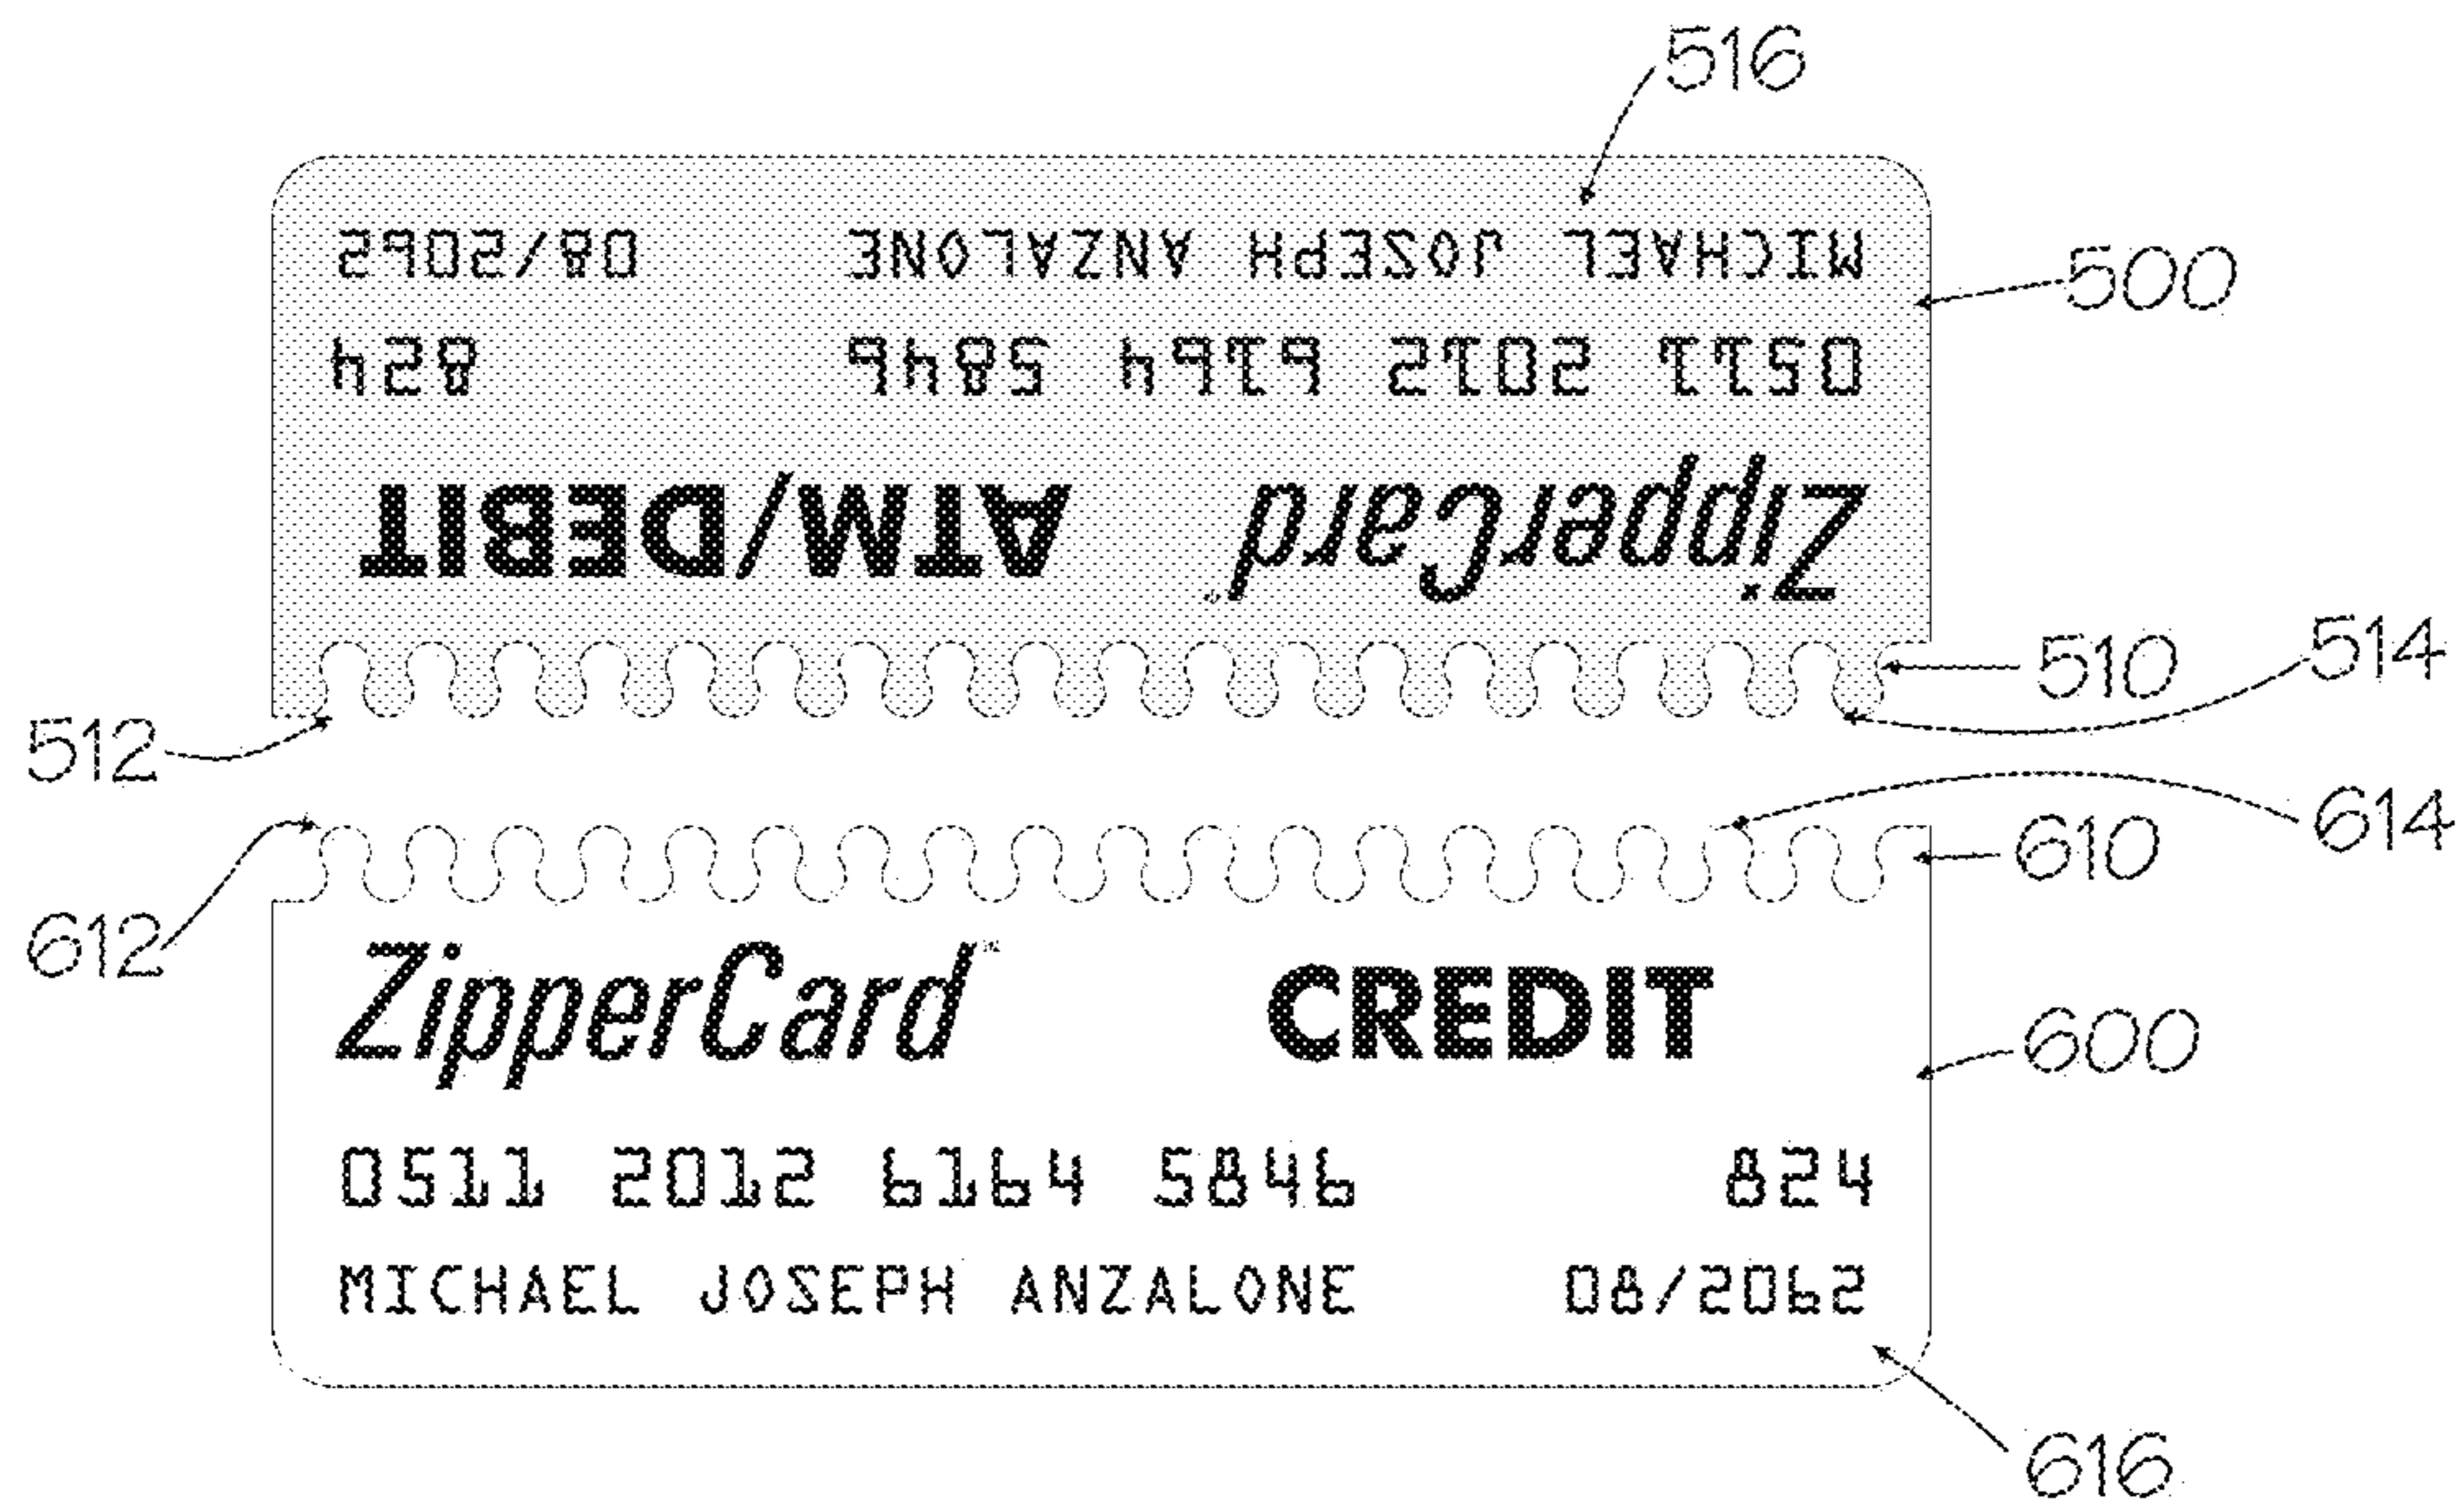 516
MICHAEL JOSEPH ANZALONE 08/2062
500
0511 2012 6164 5846 824
ZipperCard ATM/DEBIT
510
514
512
614
610
612
ZipperCard™ CREDIT
600
0511 2012 6164 5846 824
MICHAEL JOSEPH ANZALONE 08/2062
616